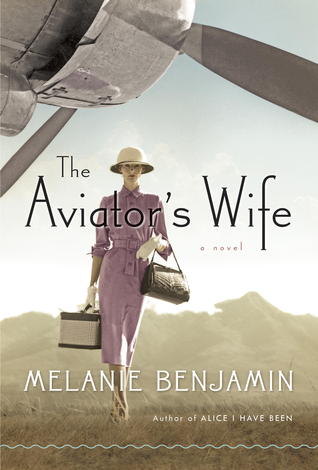 The
Aviator's Wife
a novel
MELANIE BENJAMIN
Author of ALICE I HAVE BEEN